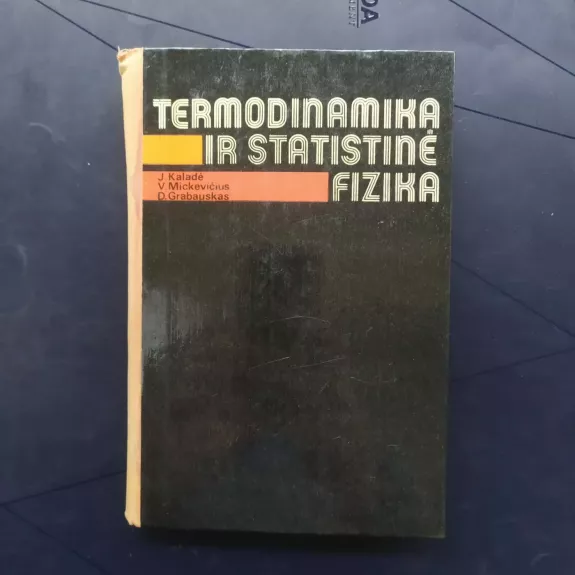 TERMODINAMIKA
IR STATISTINĖ
FIZIKA
J. Kaladė
V. Mickevičius
D. Grabauskas